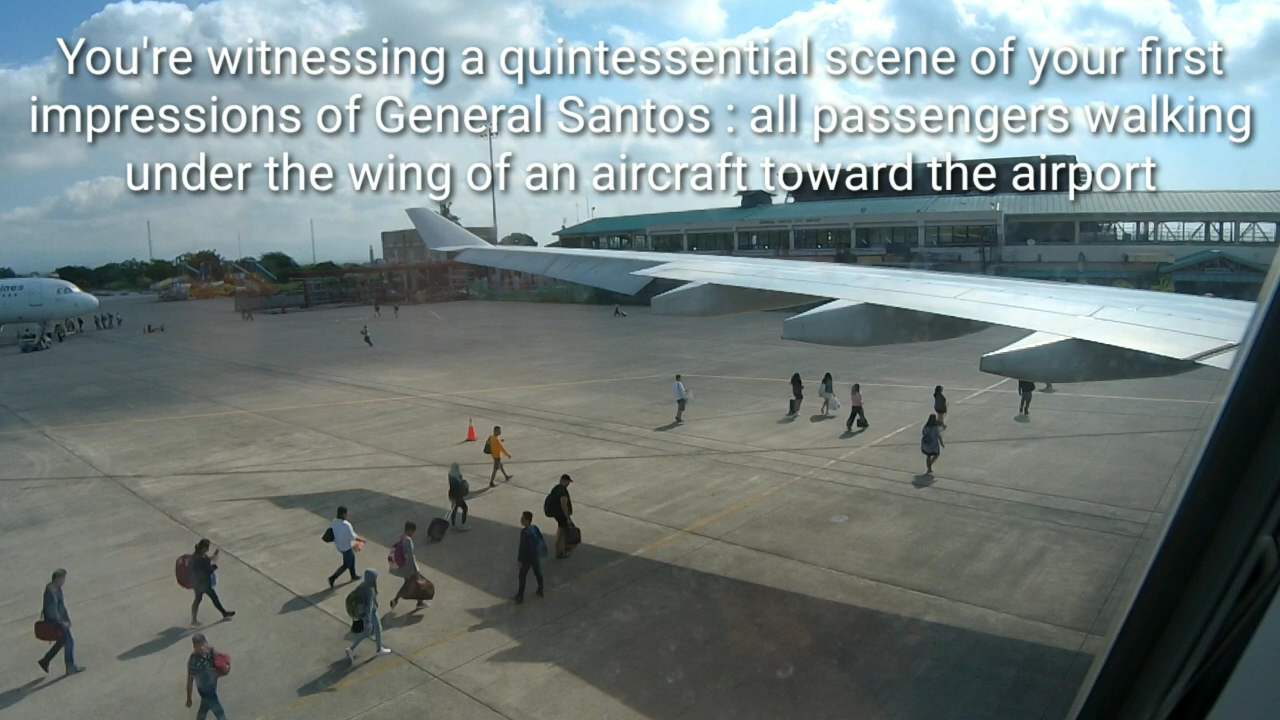 You're witnessing a quintessential scene of your first
impressions of General Santos : all passengers walking
under the wing of an aircraft toward the airport
ines